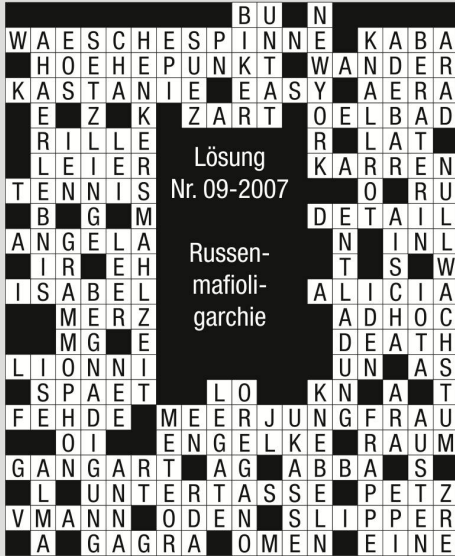 BU N
WAESCHESPINNE KABA
HOEHEPUNKT WANDER
KASTANIE EASY AERA
E Z K ZART OELBAD
RILLE R LAT
LEIER KARREN
TENNIS O RU
B G M DETAIL
ANGELA N INL
IR EH T S W
ISABEL ALICIA
MERZ ADHOC
MG E DEATH
LIONNI UN AS
SPAET LO KN A T
FEHDE MEERJUNGFRAU
OI ENGELKE RAUM
GANGART AG ABBA S
L UNTERTASSE PETZ
VMANN ODEN SLIPPER
A GAGRA OMEN EINE
Lösung
Nr. 09-2007
Russen-
mafioli-
garchie